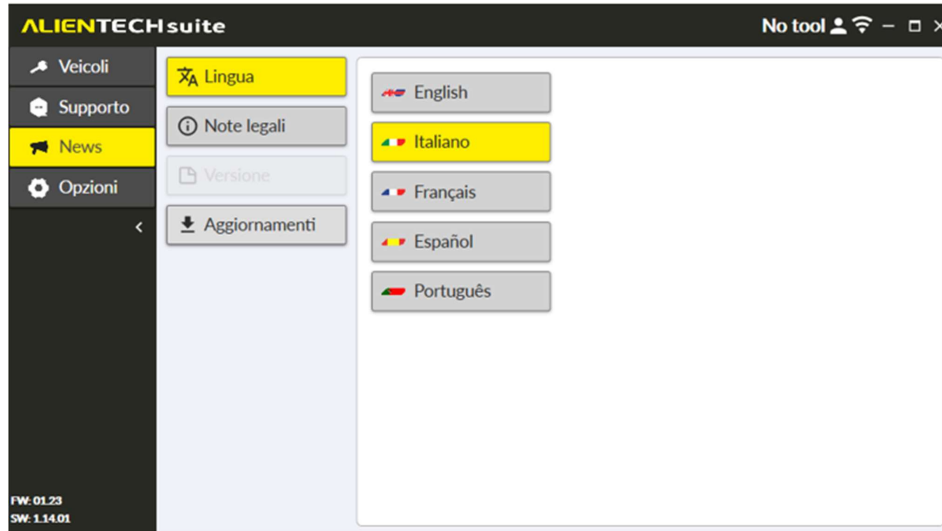 ALIENTECH suite
No tool
Veicoli
Supporto
News
Opzioni
Lingua
Note legali
Versione
Aggiornamenti
English
Italiano
Français
Español
Português
FW: 01.23
SW: 1.14.01